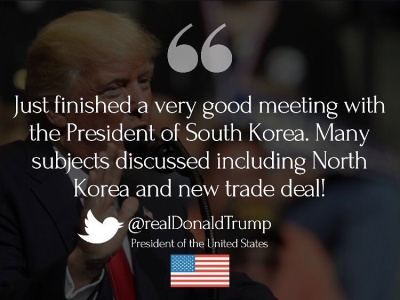 Just finished a very good meeting with
the President of South Korea. Many
subjects discussed including North
Korea and new trade deal!
@realDonaldTrump
President of the United States